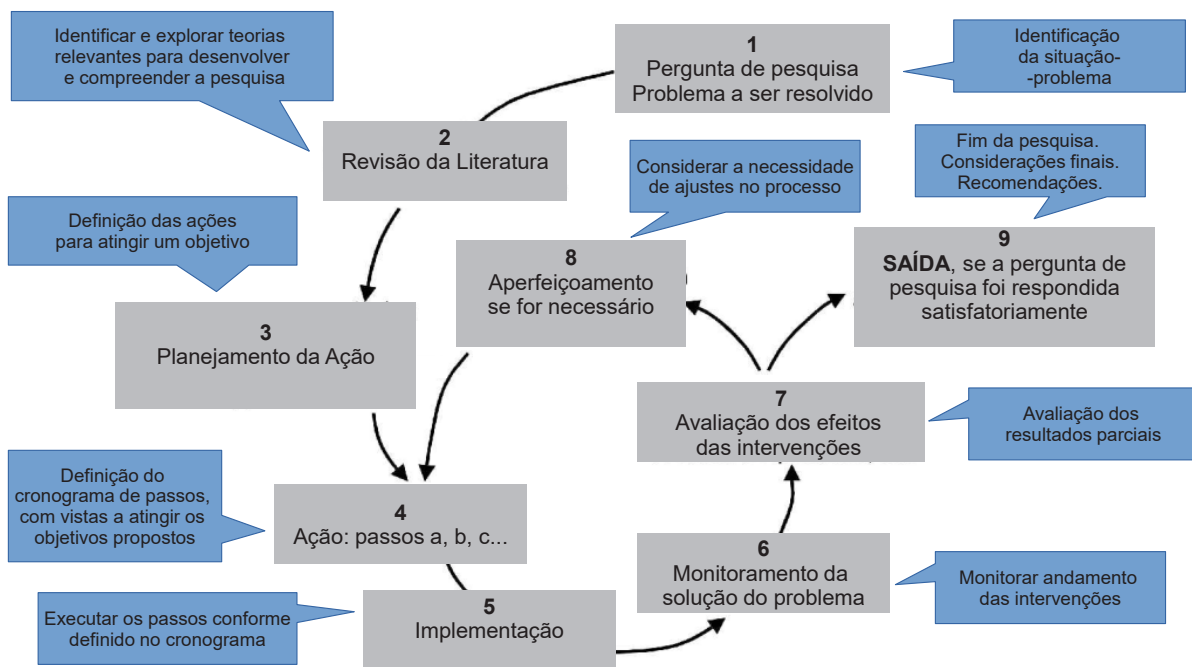 1
Pergunta de pesquisa
Problema a ser resolvido
Identificação
da situação-
-problema
Identificar e explorar teorias
relevantes para desenvolver
e compreender a pesquisa
2
Revisão da Literatura
Definição das ações
para atingir um objetivo
3
Planejamento da Ação
Definição do
cronograma de passos,
com vistas a atingir os
objetivos propostos
4
Ação: passos a, b, c...
Executar os passos conforme
definido no cronograma
5
Implementação
6
Monitoramento da
solução do problema
Monitorar andamento
das intervenções
7
Avaliação dos efeitos
das intervenções
Avaliação dos
resultados parciais
Considerar a necessidade
de ajustes no processo
8
Aperfeiçoamento
se for necessário
Fim da pesquisa.
Considerações finais.
Recomendações.
9
SAÍDA, se a pergunta de
pesquisa foi respondida
satisfatoriamente